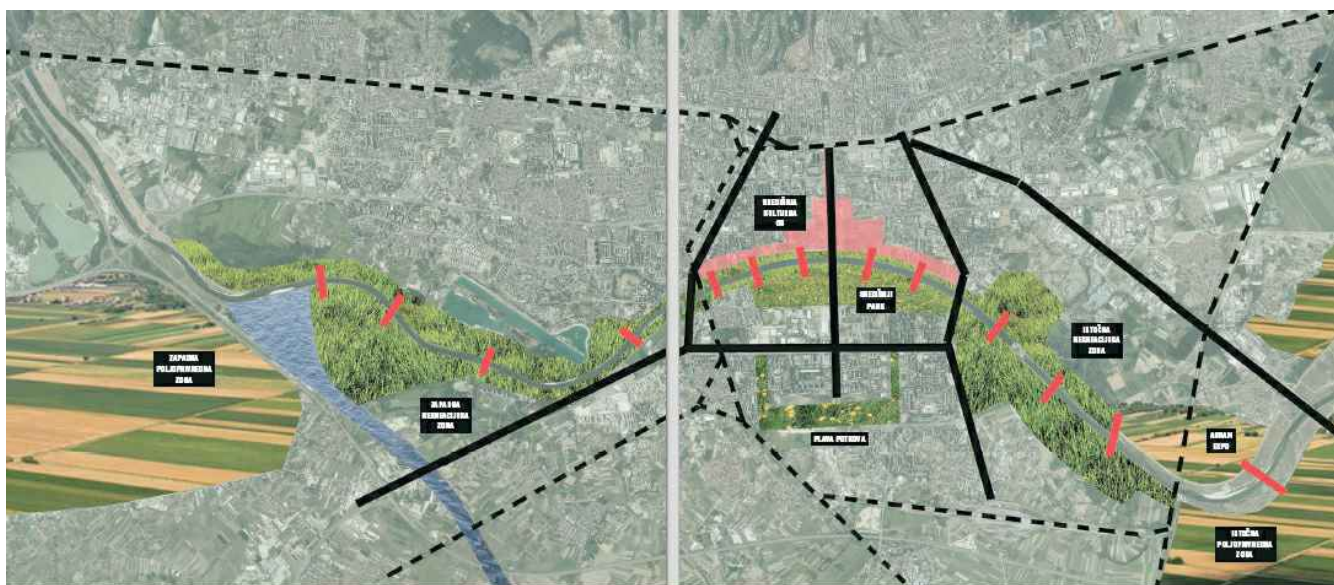 SREDIŠNJA
KULTURNA
OS
SREDIŠNJI
PARK
ISTOČNA
REKREACIJSKA
ZONA
ZAPADNA
POLJOPRIVREDNA
ZONA
ZAPADNA
REKREACIJSKA
ZONA
PLAVA POTKOVA
URBAN
ISTOČNA
POLJOPRIVREDNA
ZONA